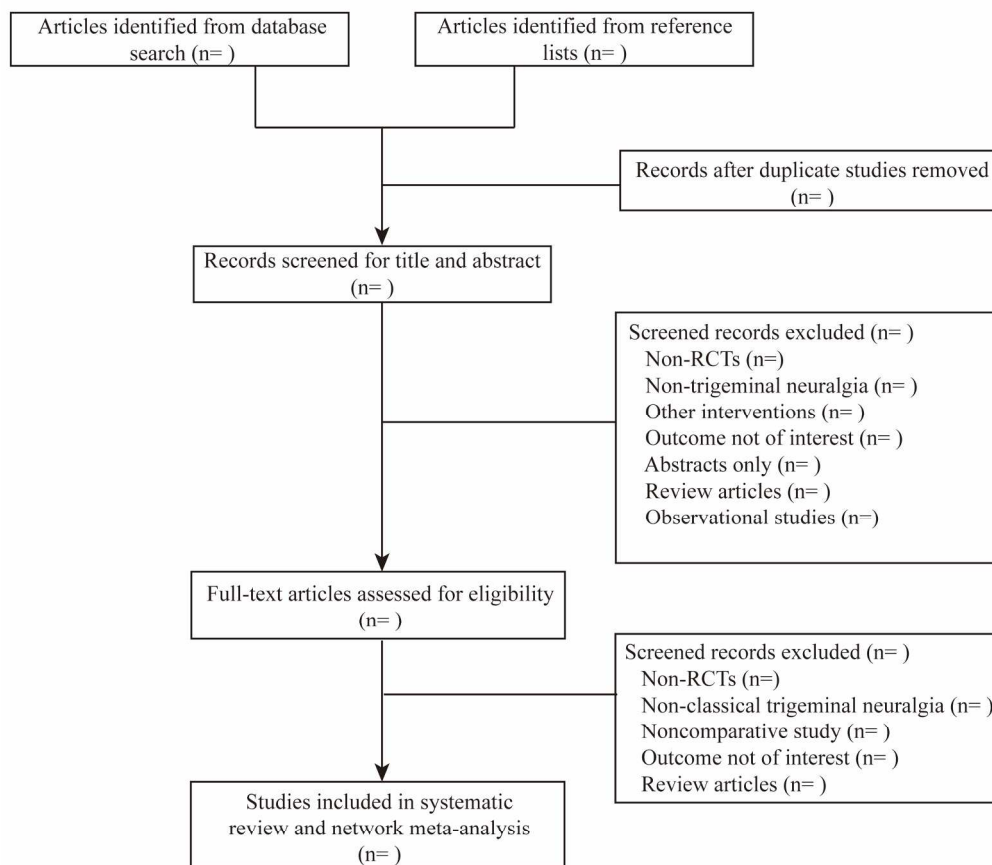 Articles identified from database
search (n= )
Articles identified from reference
lists (n= )
Records after duplicate studies removed
(n= )
Records screened for title and abstract
(n= )
Screened records excluded (n= )
Non-RCTs (n=)
Non-trigeminal neuralgia (n= )
Other interventions (n= )
Outcome not of interest (n= )
Abstracts only (n= )
Review articles (n= )
Observational studies (n=)
Full-text articles assessed for eligibility
(n= )
Screened records excluded (n= )
Non-RCTs (n=)
Non-classical trigeminal neuralgia (n= )
Noncomparative study (n= )
Outcome not of interest (n= )
Review articles (n= )
Studies included in systematic
review and network meta-analysis
(n= )